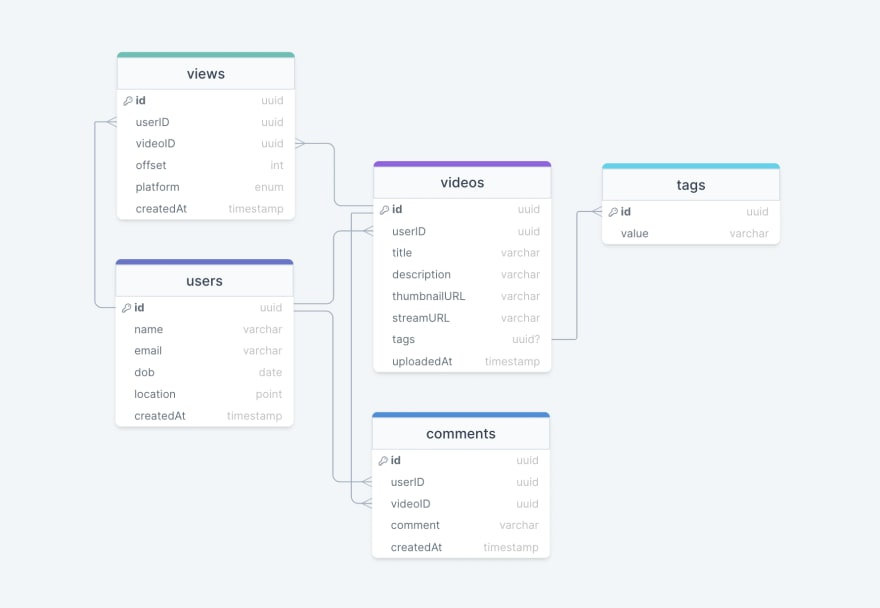 views
id uuid
userID uuid
videoID uuid
offset int
platform enum
createdAt timestamp
users
id uuid
name varchar
email varchar
dob date
location point
createdAt timestamp
videos
id uuid
userID uuid
title varchar
description varchar
thumbnailURL varchar
streamURL varchar
tags uuid?
uploadedAt timestamp
comments
id uuid
userID uuid
videoID uuid
comment varchar
createdAt timestamp
tags
id uuid
value varchar